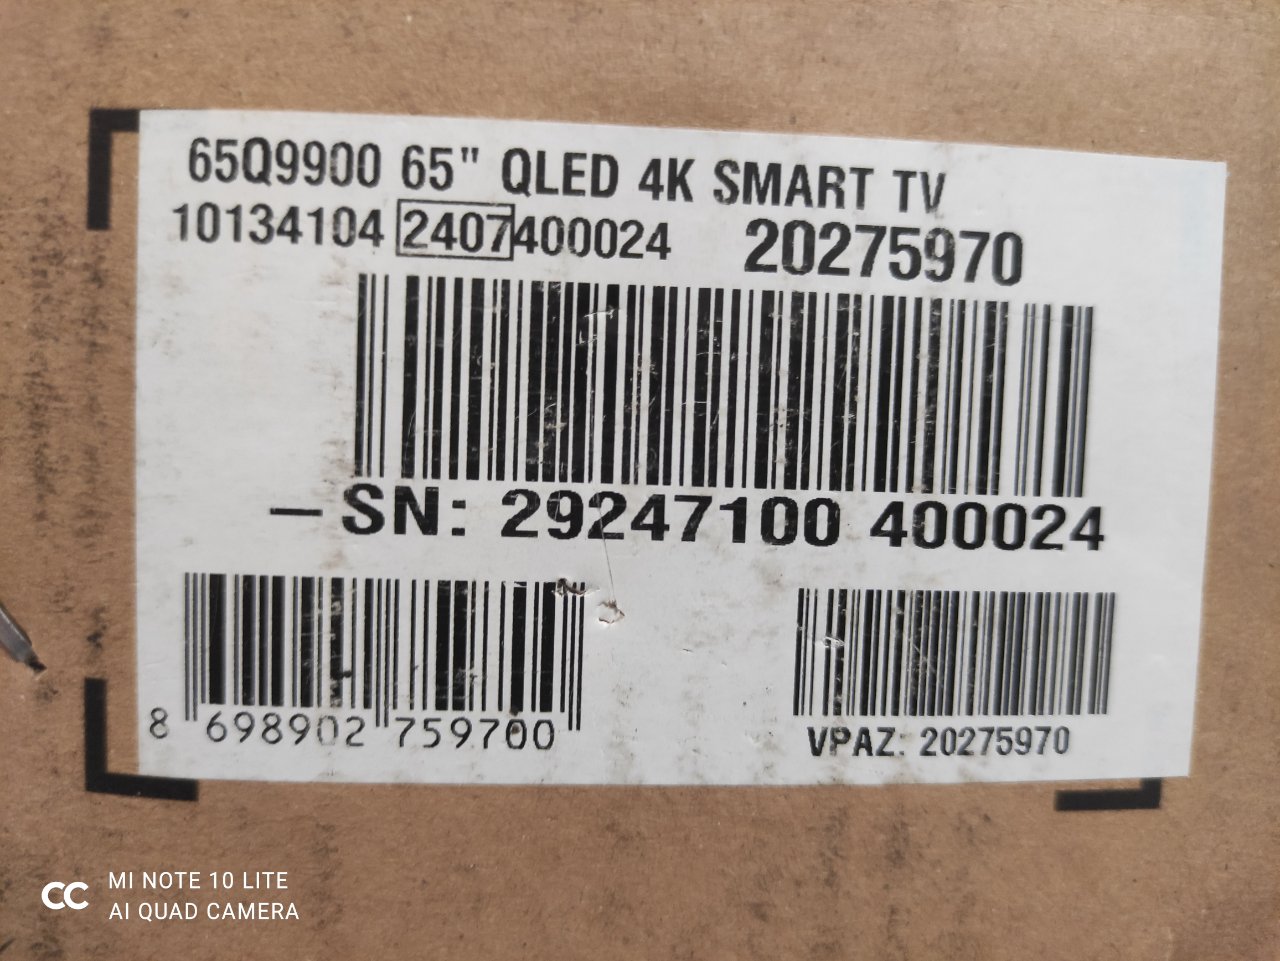 65Q9900 65" QLED 4K SMART TV
10134104 2407400024 20275970
–SN: 29247100 400024
8 698902 759700
VPAZ: 20275970
MI NOTE 10 LITE
AI QUAD CAMERA